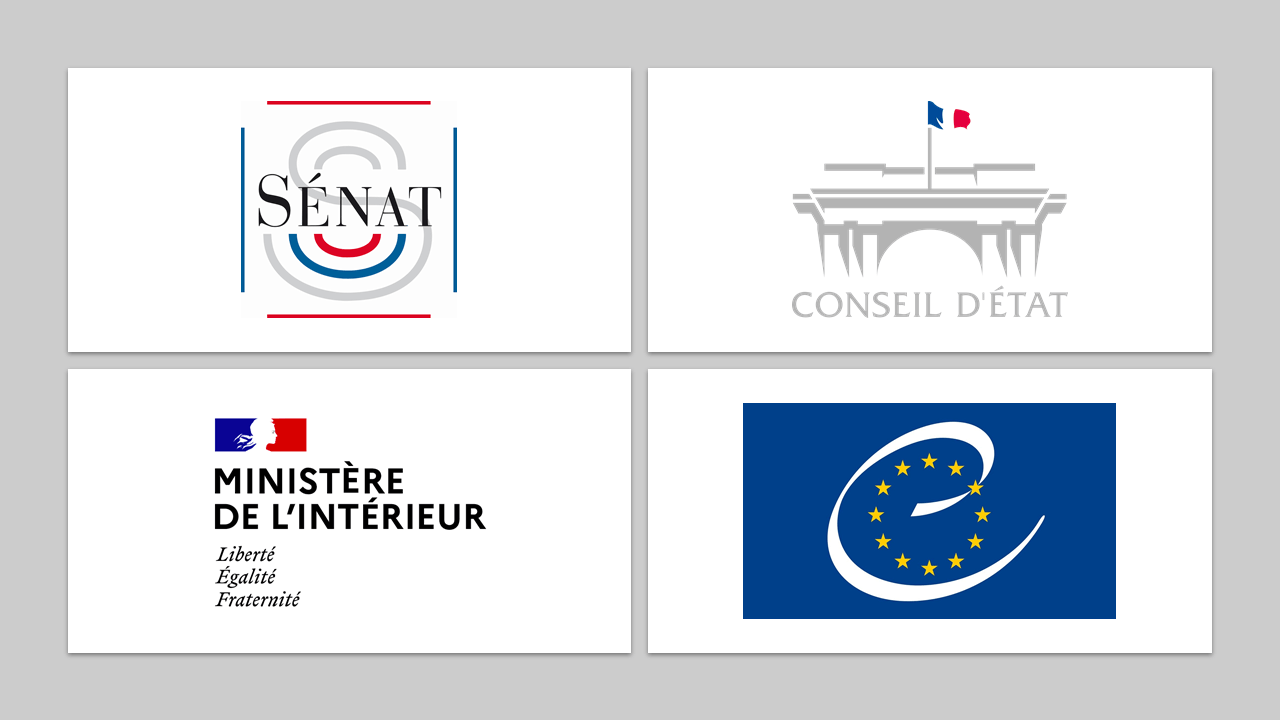 SÉNAT
CONSEIL D'ÉTAT
MINISTÈRE
DE L'INTÉRIEUR
Liberté
Égalité
Fraternité